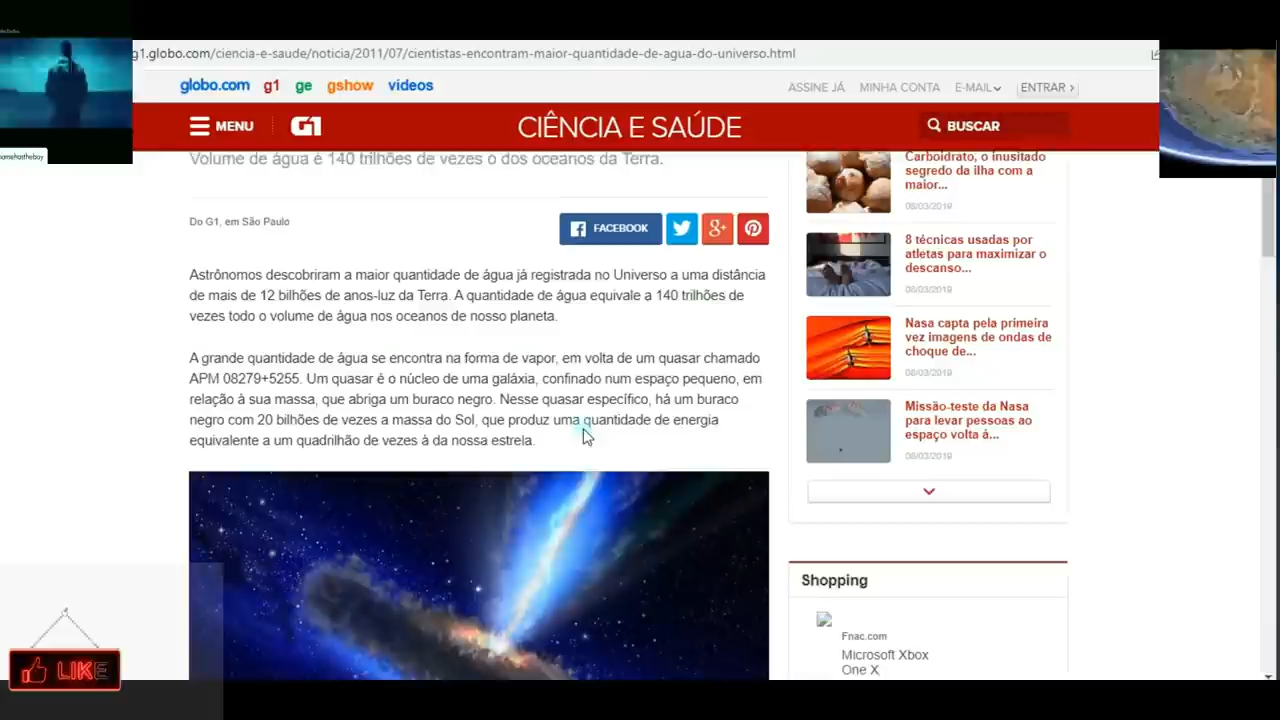 g1.globo.com/ciencia-e-saude/noticia/2011/07/cientistas-encontram-maior-quantidade-de-agua-do-universo.html
globo.com g1 ge gshow videos
ASSINE JÁ MINHA CONTA E-MAIL ENTRAR
MENU G1 CIÊNCIA E SAÚDE BUSCAR
Volume de água é 140 trilhões de vezes o dos oceanos da Terra.
Do G1, em São Paulo
FACEBOOK
g+
Astrônomos descobriram a maior quantidade de água já registrada no Universo a uma distância
de mais de 12 bilhões de anos-luz da Terra. A quantidade de água equivale a 140 trilhões de
vezes todo o volume de água nos oceanos de nosso planeta.
A grande quantidade de água se encontra na forma de vapor, em volta de um quasar chamado
APM 08279+5255. Um quasar é o núcleo de uma galáxia, confinado num espaço pequeno, em
relação à sua massa, que abriga um buraco negro. Nesse quasar específico, há um buraco
negro com 20 bilhões de vezes a massa do Sol, que produz uma quantidade de energia
equivalente a um quadrilhão de vezes à da nossa estrela.
Carboidrato, o inusitado
segredo da ilha com a
maior...
08/03/2019
8 técnicas usadas por
atletas para maximizar o
descanso...
08/03/2019
Nasa capta pela primeira
vez imagens de ondas de
choque de...
08/03/2019
Missão-teste da Nasa
para levar pessoas ao
espaço volta à...
08/03/2019
Shopping
Fnac.com
Microsoft Xbox
One X
LIKE